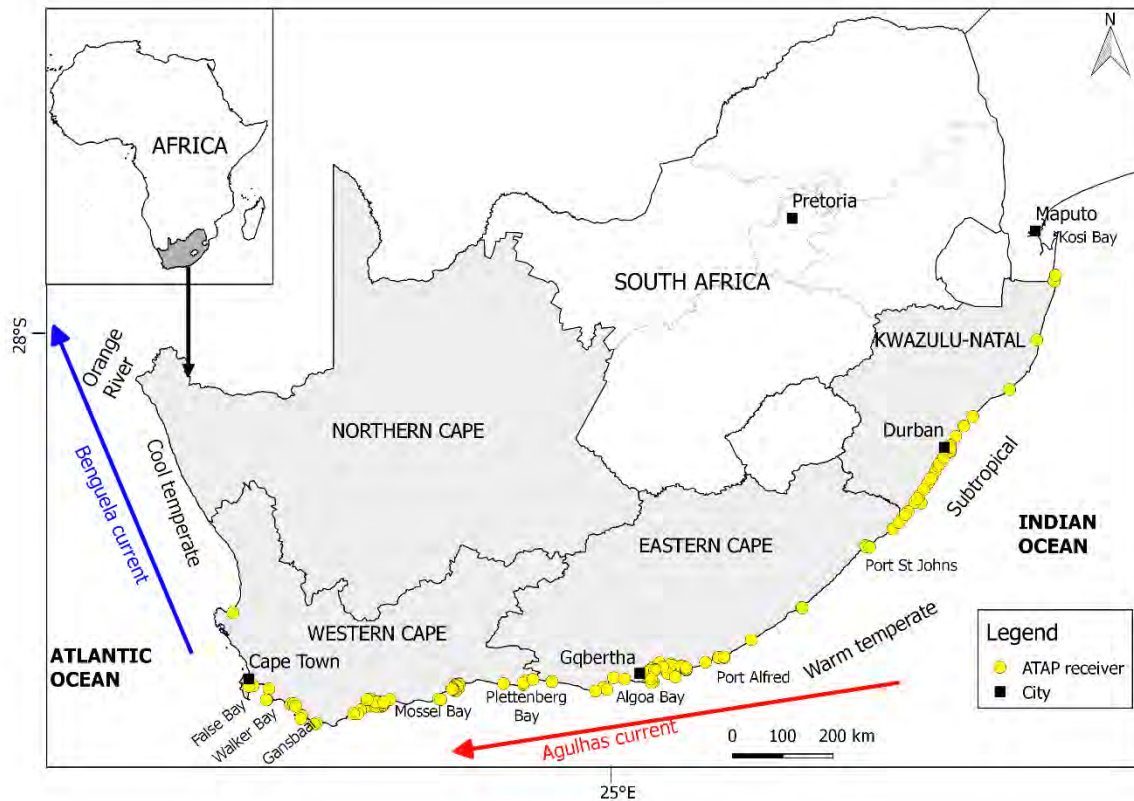 N
AFRICA
Pretoria
Maputo
Kosi Bay
SOUTH AFRICA
28°S
Orange
River
KWAZULU-NATAL
NORTHERN CAPE
Durban
Cool temperate
Benguela current
Subtropical
INDIAN
OCEAN
EASTERN CAPE
Port St Johns
WESTERN CAPE
Legend
ATAP receiver
City
ATLANTIC
OCEAN
Cape Town
Gqbertha
Warm temperate
False Bay
Walker Bay
Gansbaai
Mossel Bay
Plettenberg
Bay
Algoa Bay
Port Alfred
Agulhas current
0 100 200 km
25°E